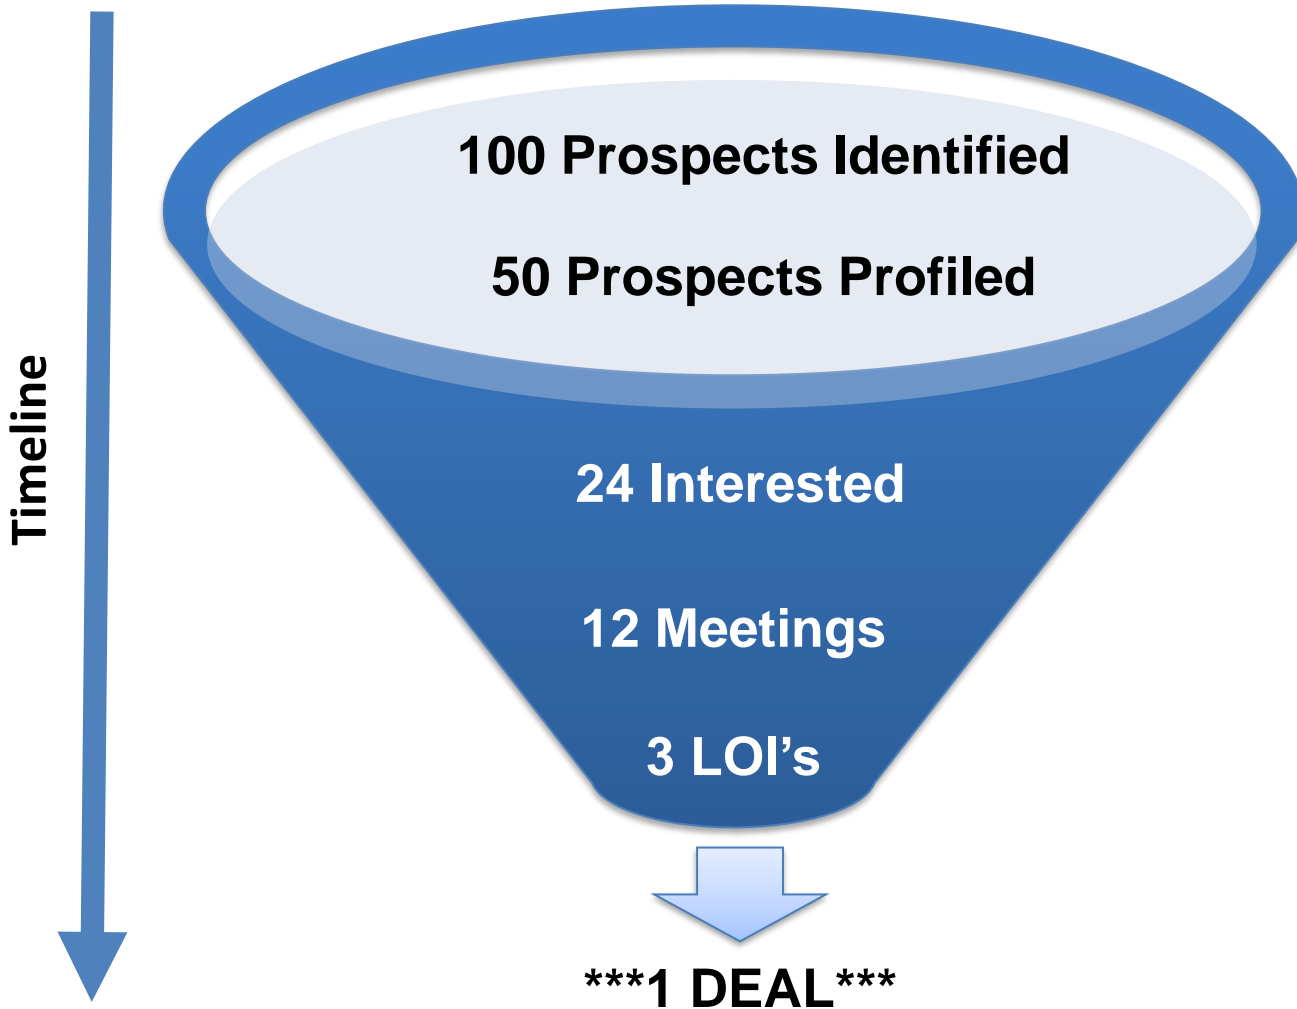 100 Prospects Identified
50 Prospects Profiled
Timeline
24 Interested
12 Meetings
3 LOI’s
***1 DEAL***